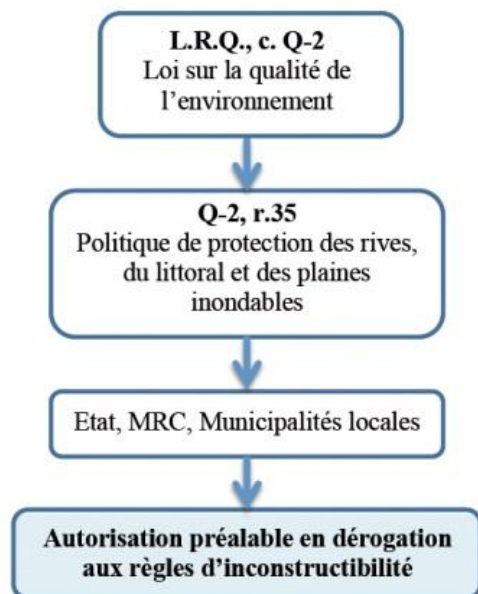 L.R.Q., c. Q-2
Loi sur la qualité de
l’environnement
Q-2, r.35
Politique de protection des rives,
du littoral et des plaines
inondables
Etat, MRC, Municipalités locales
Autorisation préalable en dérogation
aux règles d’inconstructibilité